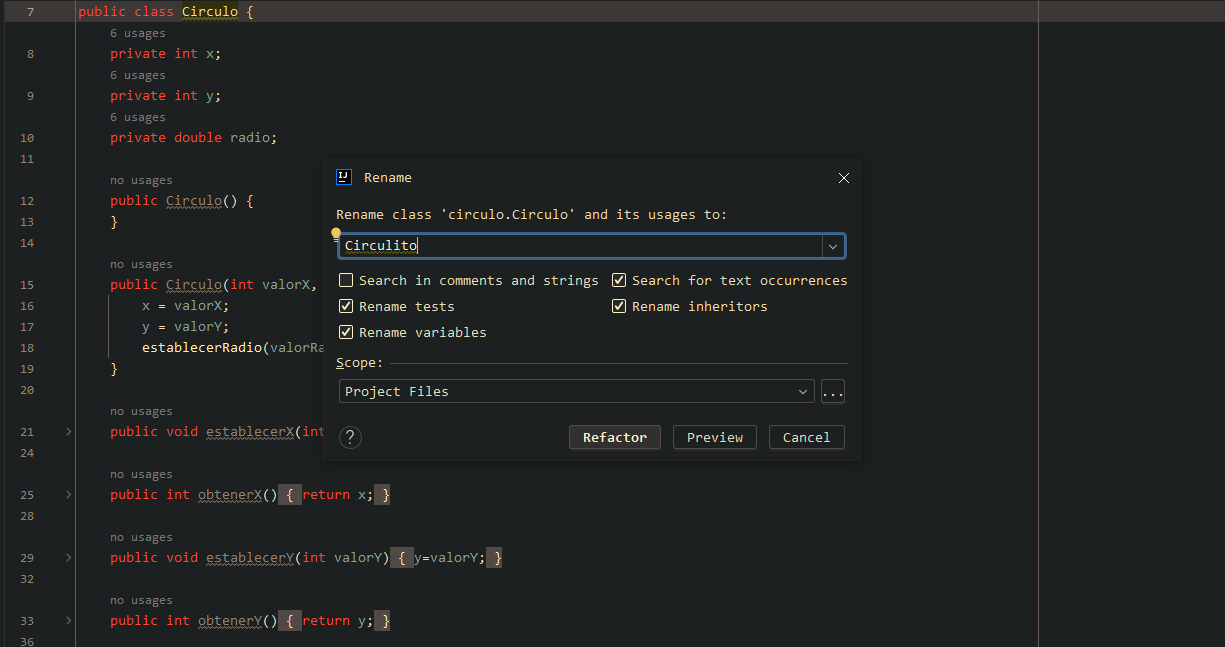 7 public class Circulo {
6 usages
8 private int x;
6 usages
9 private int y;
6 usages
10 private double radio;
11
no usages
12 public Circulo() {
13 }
14
no usages
15 public Circulo(int valorX,
16 x = valorX;
17 y = valorY;
18 establecerRadio(valorRa
19 }
20
no usages
21 public void establecerX(int
24
no usages
25 public int obtenerX() { return x; }
28
no usages
29 public void establecerY(int valorY) { y=valorY; }
32
no usages
33 public int obtenerY() { return y; }
36
IJ Rename
Rename class 'circulo.Circulo' and its usages to:
Circulito
Search in comments and strings Search for text occurrences
Rename tests Rename inheritors
Rename variables
Scope:
Project Files ...
? Refactor Preview Cancel